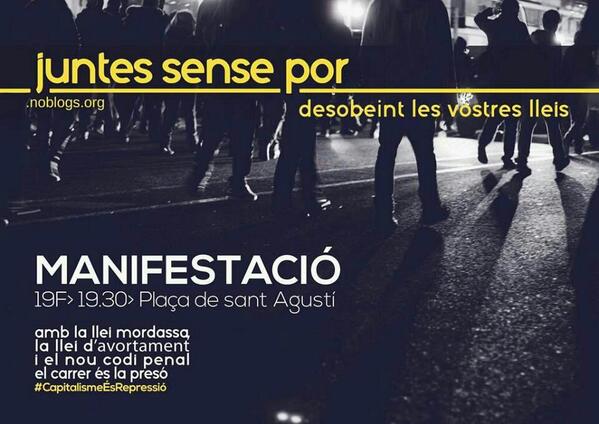 juntes sense por
.noblogs.org
desobeint les vostres lleis
MANIFESTACIÓ
19F> 19.30> Plaça de sant Agustí
amb la llei mordassa,
la llei d'avortament
i el nou codi penal
el carrer és la presó
#CapitalismeÉsRepressió